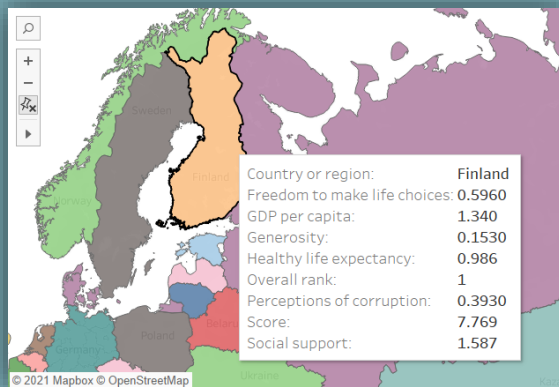 Sweden
Norway
Finland
Country or region: Finland
Freedom to make life choices: 0.5960
GDP per capita: 1.340
Generosity: 0.1530
Healthy life expectancy: 0.986
Overall rank: 1
Perceptions of corruption: 0.3930
Score: 7.769
Social support: 1.587
Poland
Germany
Ukraine
© 2021 Mapbox © OpenStreetMap